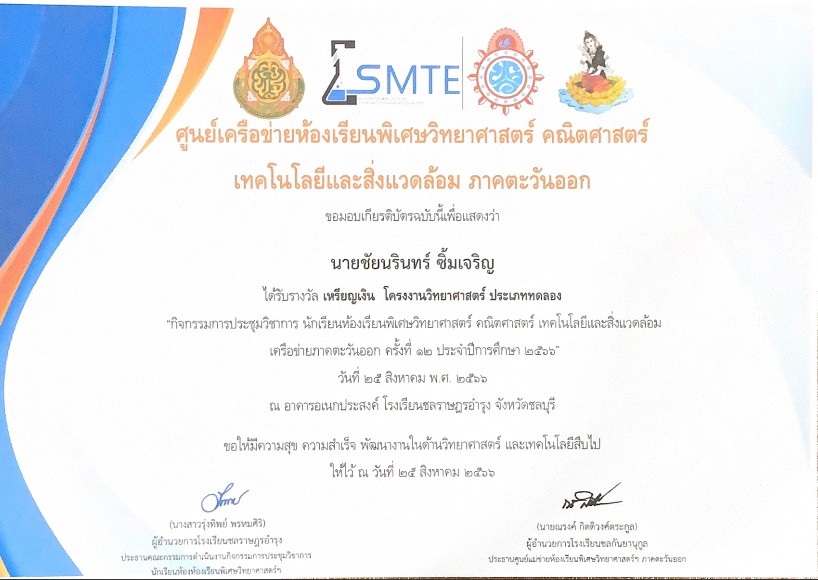 SMTE
ศูนย์เครือข่ายห้องเรียนพิเศษวิทยาศาสตร์ คณิตศาสตร์
เทคโนโลยีและสิ่งแวดล้อม ภาคตะวันออก
ขอมอบเกียรติบัตรฉบับนี้เพื่อแสดงว่า
นายชัยนรินทร์ ซิ้มเจริญ
ได้รับรางวัล เหรียญเงิน โครงงานวิทยาศาสตร์ ประเภททดลอง
"กิจกรรมการประชุมวิชาการ นักเรียนห้องเรียนพิเศษวิทยาศาสตร์ คณิตศาสตร์ เทคโนโลยีและสิ่งแวดล้อม
เครือข่ายภาคตะวันออก ครั้งที่ ๑๒ ประจำปีการศึกษา ๒๕๖๖"
วันที่ ๒๕ สิงหาคม พ.ศ. ๒๕๖๖
ณ อาคารอเนกประสงค์ โรงเรียนชลราษฎรอำรุง จังหวัดชลบุรี
ขอให้มีความสุข ความสำเร็จ พัฒนางานในด้านวิทยาศาสตร์ และเทคโนโลยีสืบไป
ให้ไว้ ณ วันที่ ๒๕ สิงหาคม ๒๕๖๖
(นางสาวรุ่งทิพย์ พรหมศิริ)
ผู้อำนวยการโรงเรียนชลราษฎรอำรุง
ประธานคณะกรรมการดำเนินงานกิจกรรมการประชุมวิชาการ
นักเรียนห้องห้องเรียนพิเศษวิทยาศาสตร์ฯ
(นายณรงค์ กิตติวงศ์ตระกูล)
ผู้อำนวยการโรงเรียนชลกันยานุกูล
ประธานศูนย์แม่ข่ายห้องเรียนพิเศษวิทยาศาสตร์ฯ ภาคตะวันออก